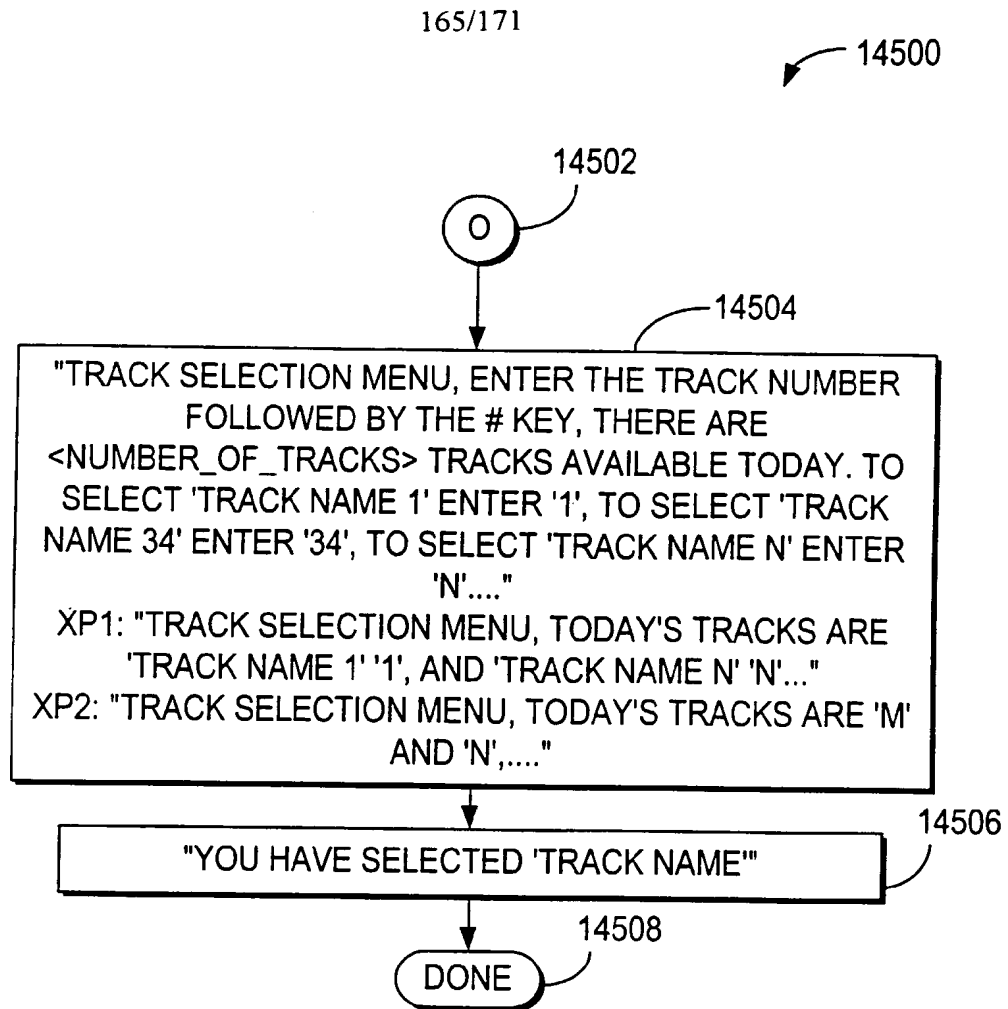 165/171
14500
14502
O
14504
"TRACK SELECTION MENU, ENTER THE TRACK NUMBER
FOLLOWED BY THE # KEY, THERE ARE
<NUMBER_OF_TRACKS> TRACKS AVAILABLE TODAY. TO
SELECT 'TRACK NAME 1' ENTER '1', TO SELECT 'TRACK
NAME 34' ENTER '34', TO SELECT 'TRACK NAME N' ENTER
'N'...."
XP1: "TRACK SELECTION MENU, TODAY'S TRACKS ARE
'TRACK NAME 1' '1', AND 'TRACK NAME N' 'N'..."
XP2: "TRACK SELECTION MENU, TODAY'S TRACKS ARE 'M'
AND 'N',...."
14506
"YOU HAVE SELECTED 'TRACK NAME'"
14508
DONE